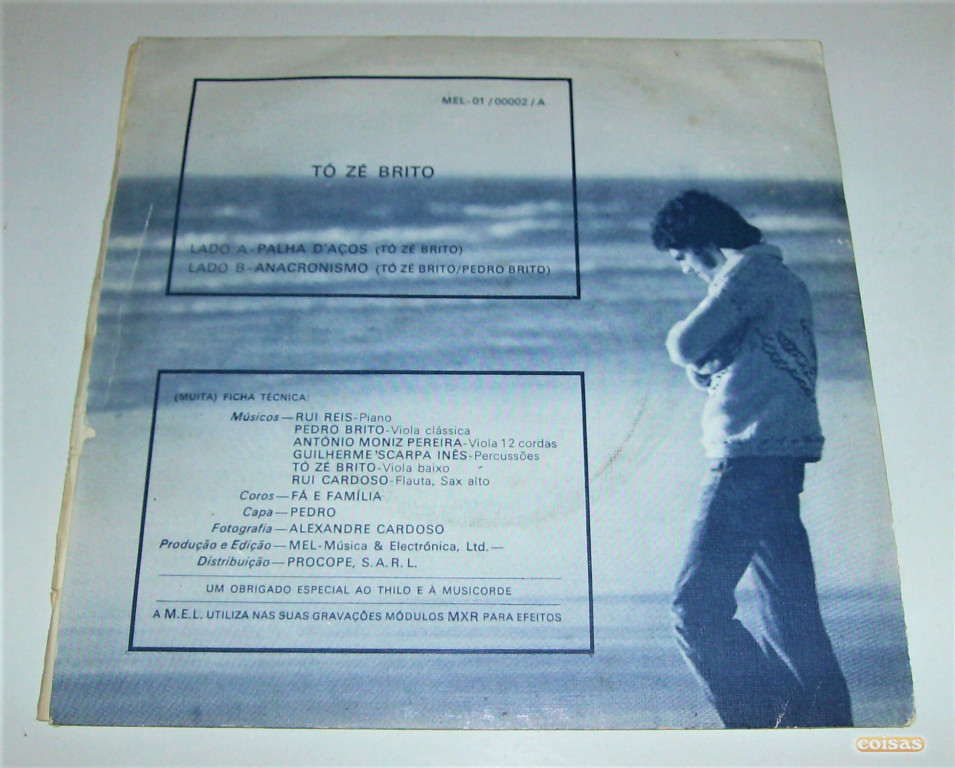 MEL-01/00002/A
TÓ ZÉ BRITO
LADO A-PALHA D'AÇOS (TÓ ZÉ BRITO)
LADO B-ANACRONISMO (TÓ ZÉ BRITO/PEDRO BRITO)
(MUITA) FICHA TÉCNICA:
Músicos—RUI REIS-Piano
PEDRO BRITO-Viola clássica
ANTÓNIO MONIZ PEREIRA-Viola 12 cordas
GUILHERME 'SCARPA INÊS-Percussões
TÓ ZÉ BRITO-Viola baixo
RUI CARDOSO-Flauta, Sax alto
Coros—FÁ E FAMÍLIA
Capa—PEDRO
Fotografia—ALEXANDRE CARDOSO
Produção e Edição—MEL-Música & Electrónica, Ltd.—
Distribuição—PROCOPE, S.A.R.L.
UM OBRIGADO ESPECIAL AO THILO E À MUSICORDE
A M.E.L. UTILIZA NAS SUAS GRAVAÇÕES MÓDULOS MXR PARA EFEITOS
coisas